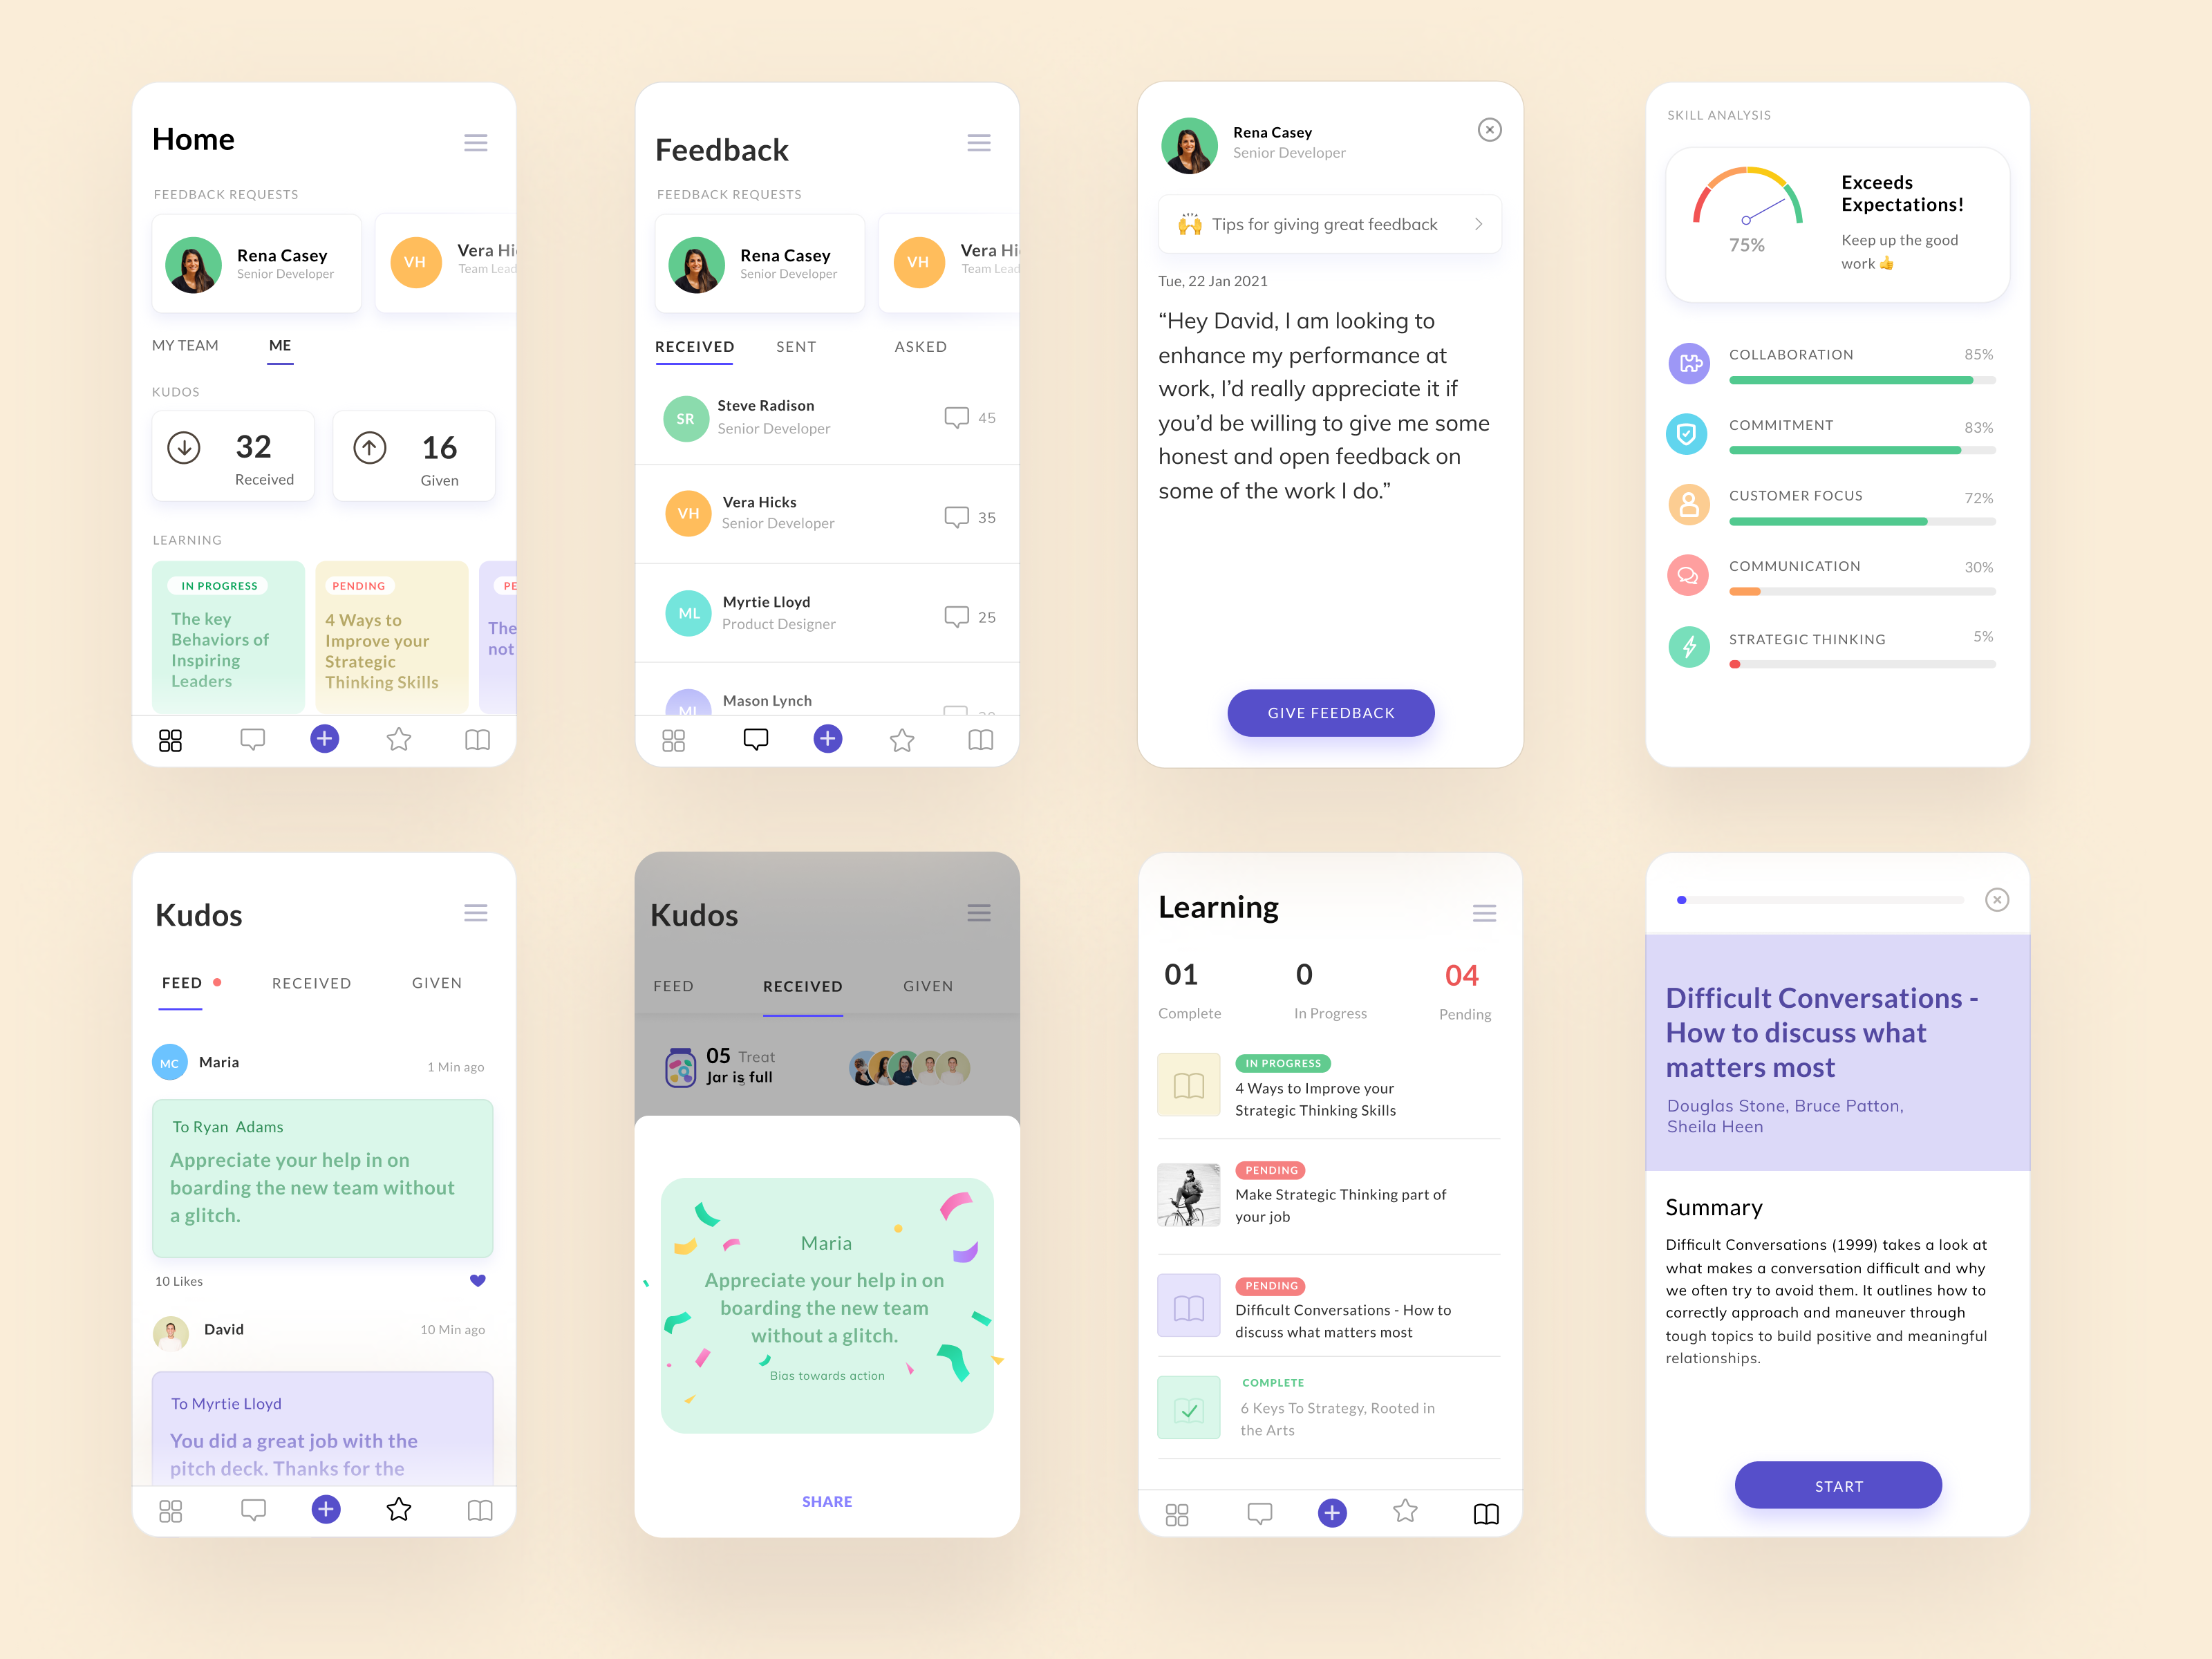 Home
FEEDBACK REQUESTS
Rena Casey
Senior Developer
VH
Vera Hi
Team Lead
MY TEAM
ME
KUDOS
32
Received
16
Given
LEARNING
IN PROGRESS
The key
Behaviors of
Inspiring
Leaders
PENDING
4 Ways to
Improve your
Strategic
Thinking Skills
PE
The
not
Feedback
FEEDBACK REQUESTS
Rena Casey
Senior Developer
VH
Vera Hi
Team Lead
RECEIVED
SENT
ASKED
SR
Steve Radison
Senior Developer
45
VH
Vera Hicks
Senior Developer
35
ML
Myrtie Lloyd
Product Designer
25
ML
Mason Lynch
Rena Casey
Senior Developer
🙌 Tips for giving great feedback
Tue, 22 Jan 2021
“Hey David, I am looking to
enhance my performance at
work, I’d really appreciate it if
you’d be willing to give me some
honest and open feedback on
some of the work I do.”
GIVE FEEDBACK
SKILL ANALYSIS
75%
Exceeds
Expectations!
Keep up the good
work 👍
COLLABORATION
85%
COMMITMENT
83%
CUSTOMER FOCUS
72%
COMMUNICATION
30%
STRATEGIC THINKING
5%
Kudos
FEED
RECEIVED
GIVEN
MC
Maria
1 Min ago
To Ryan Adams
Appreciate your help in on
boarding the new team without
a glitch.
10 Likes
David
10 Min ago
To Myrtie Lloyd
You did a great job with the
pitch deck. Thanks for the
Kudos
FEED
RECEIVED
GIVEN
05 Treat
Jar is full
Maria
Appreciate your help in on
boarding the new team
without a glitch.
Bias towards action
SHARE
Learning
01
Complete
0
In Progress
04
Pending
IN PROGRESS
4 Ways to Improve your
Strategic Thinking Skills
PENDING
Make Strategic Thinking part of
your job
PENDING
Difficult Conversations - How to
discuss what matters most
COMPLETE
6 Keys To Strategy, Rooted in
the Arts
Difficult Conversations -
How to discuss what
matters most
Douglas Stone, Bruce Patton,
Sheila Heen
Summary
Difficult Conversations (1999) takes a look at
what makes a conversation difficult and why
we often try to avoid them. It outlines how to
correctly approach and maneuver through
tough topics to build positive and meaningful
relationships.
START